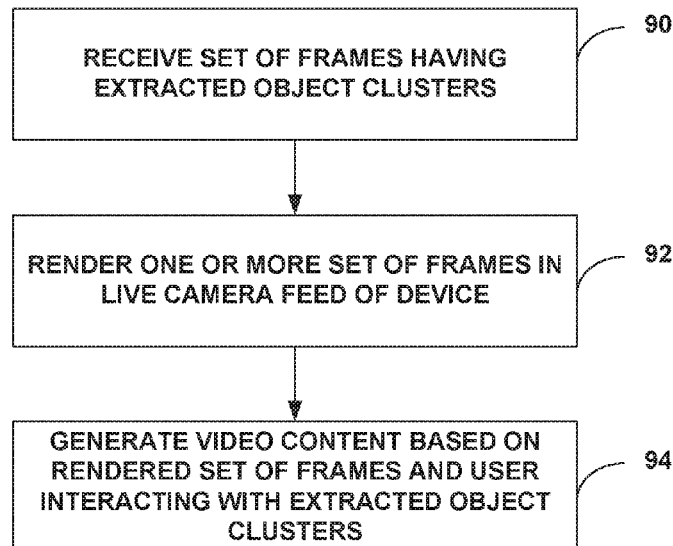 90
RECEIVE SET OF FRAMES HAVING
EXTRACTED OBJECT CLUSTERS
92
RENDER ONE OR MORE SET OF FRAMES IN
LIVE CAMERA FEED OF DEVICE
94
GENERATE VIDEO CONTENT BASED ON
RENDERED SET OF FRAMES AND USER
INTERACTING WITH EXTRACTED OBJECT
CLUSTERS